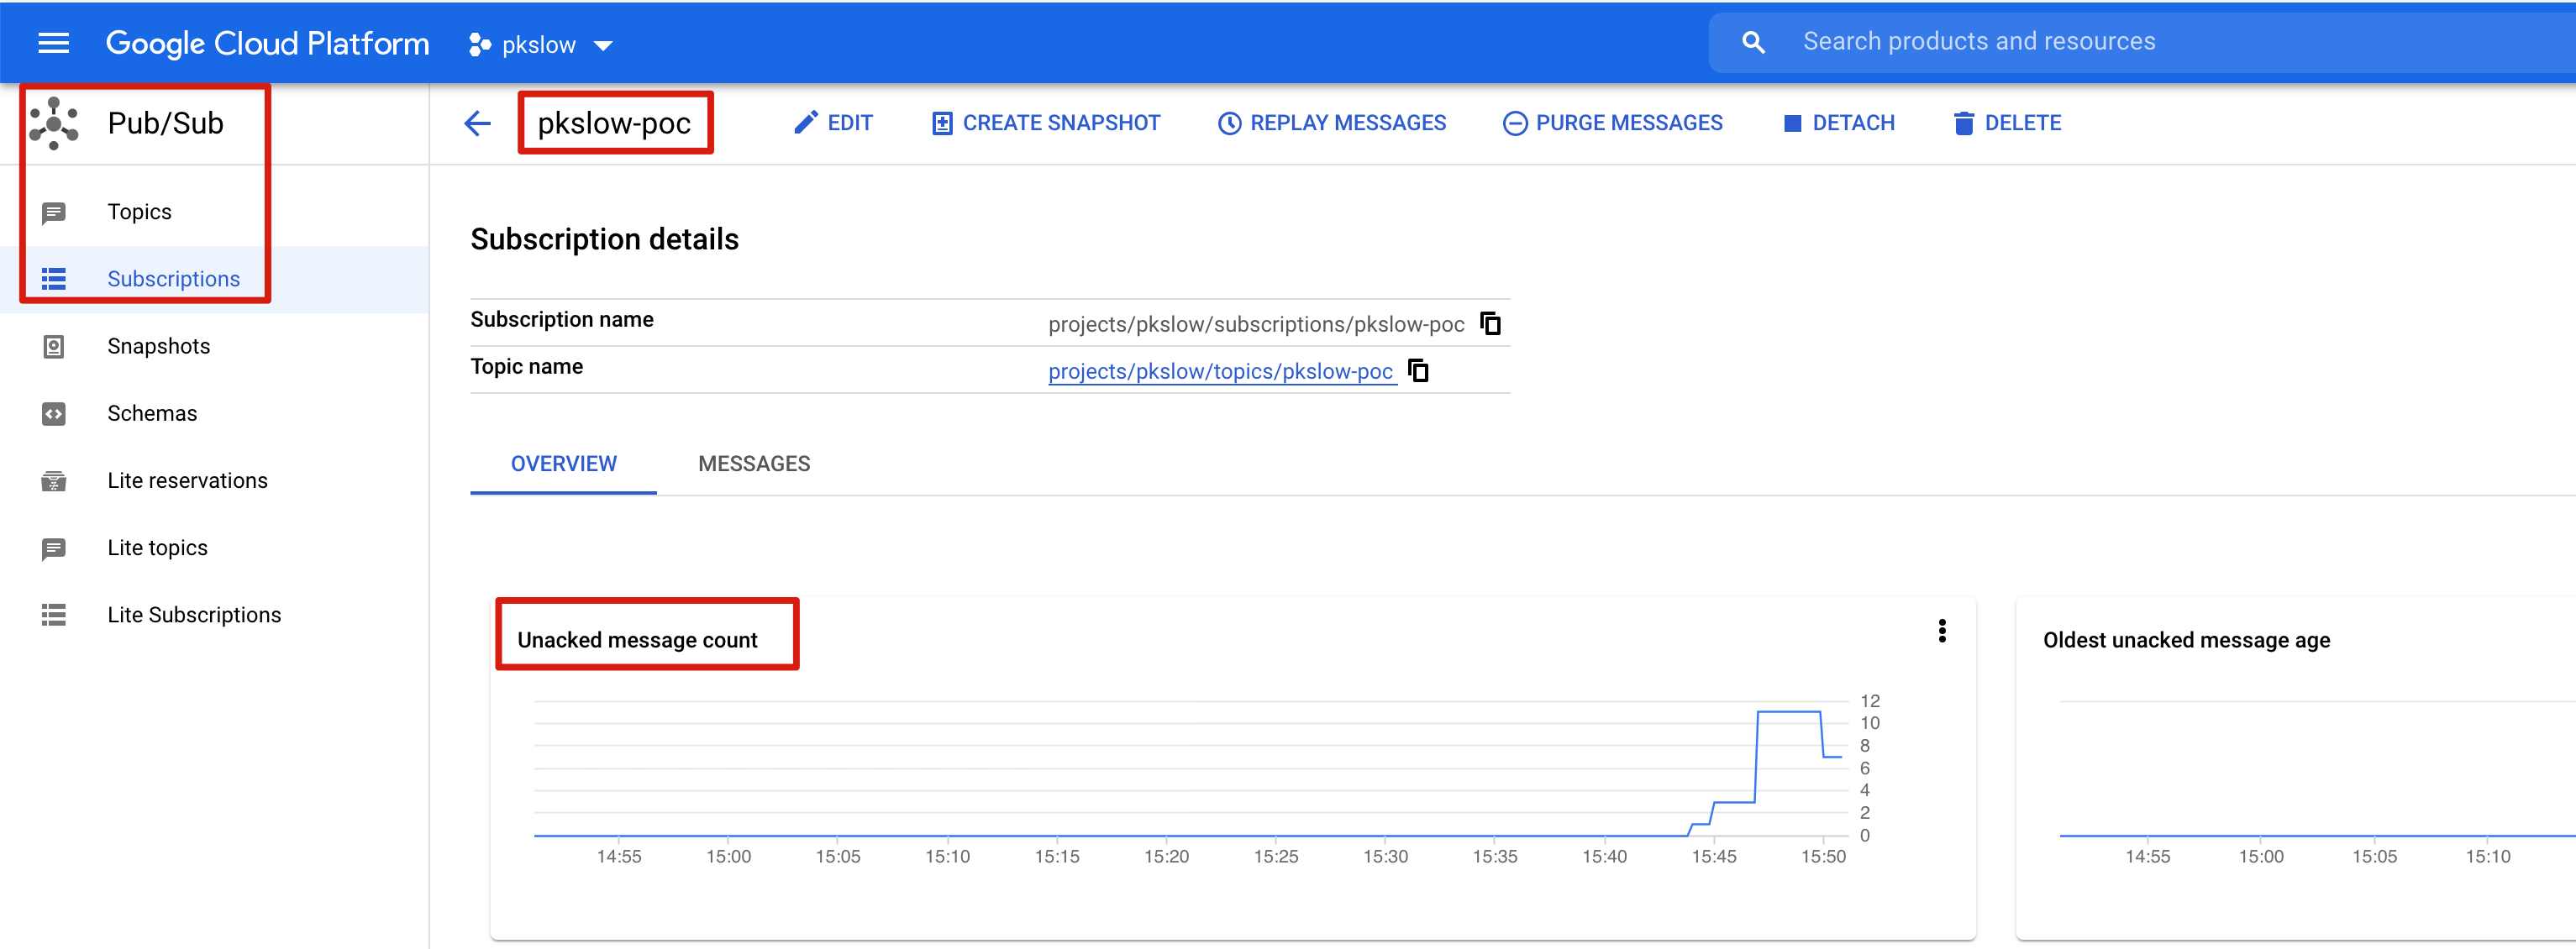 Google Cloud Platform pkslow Search products and resources
Pub/Sub
Topics
Subscriptions
Snapshots
Schemas
Lite reservations
Lite topics
Lite Subscriptions
pkslow-poc EDIT CREATE SNAPSHOT REPLAY MESSAGES PURGE MESSAGES DETACH DELETE
Subscription details
Subscription name projects/pkslow/subscriptions/pkslow-poc
Topic name projects/pkslow/topics/pkslow-poc
OVERVIEW MESSAGES
Unacked message count
12
10
8
6
4
2
0
14:55 15:00 15:05 15:10 15:15 15:20 15:25 15:30 15:35 15:40 15:45 15:50
Oldest unacked message age
14:55 15:00 15:05 15:10